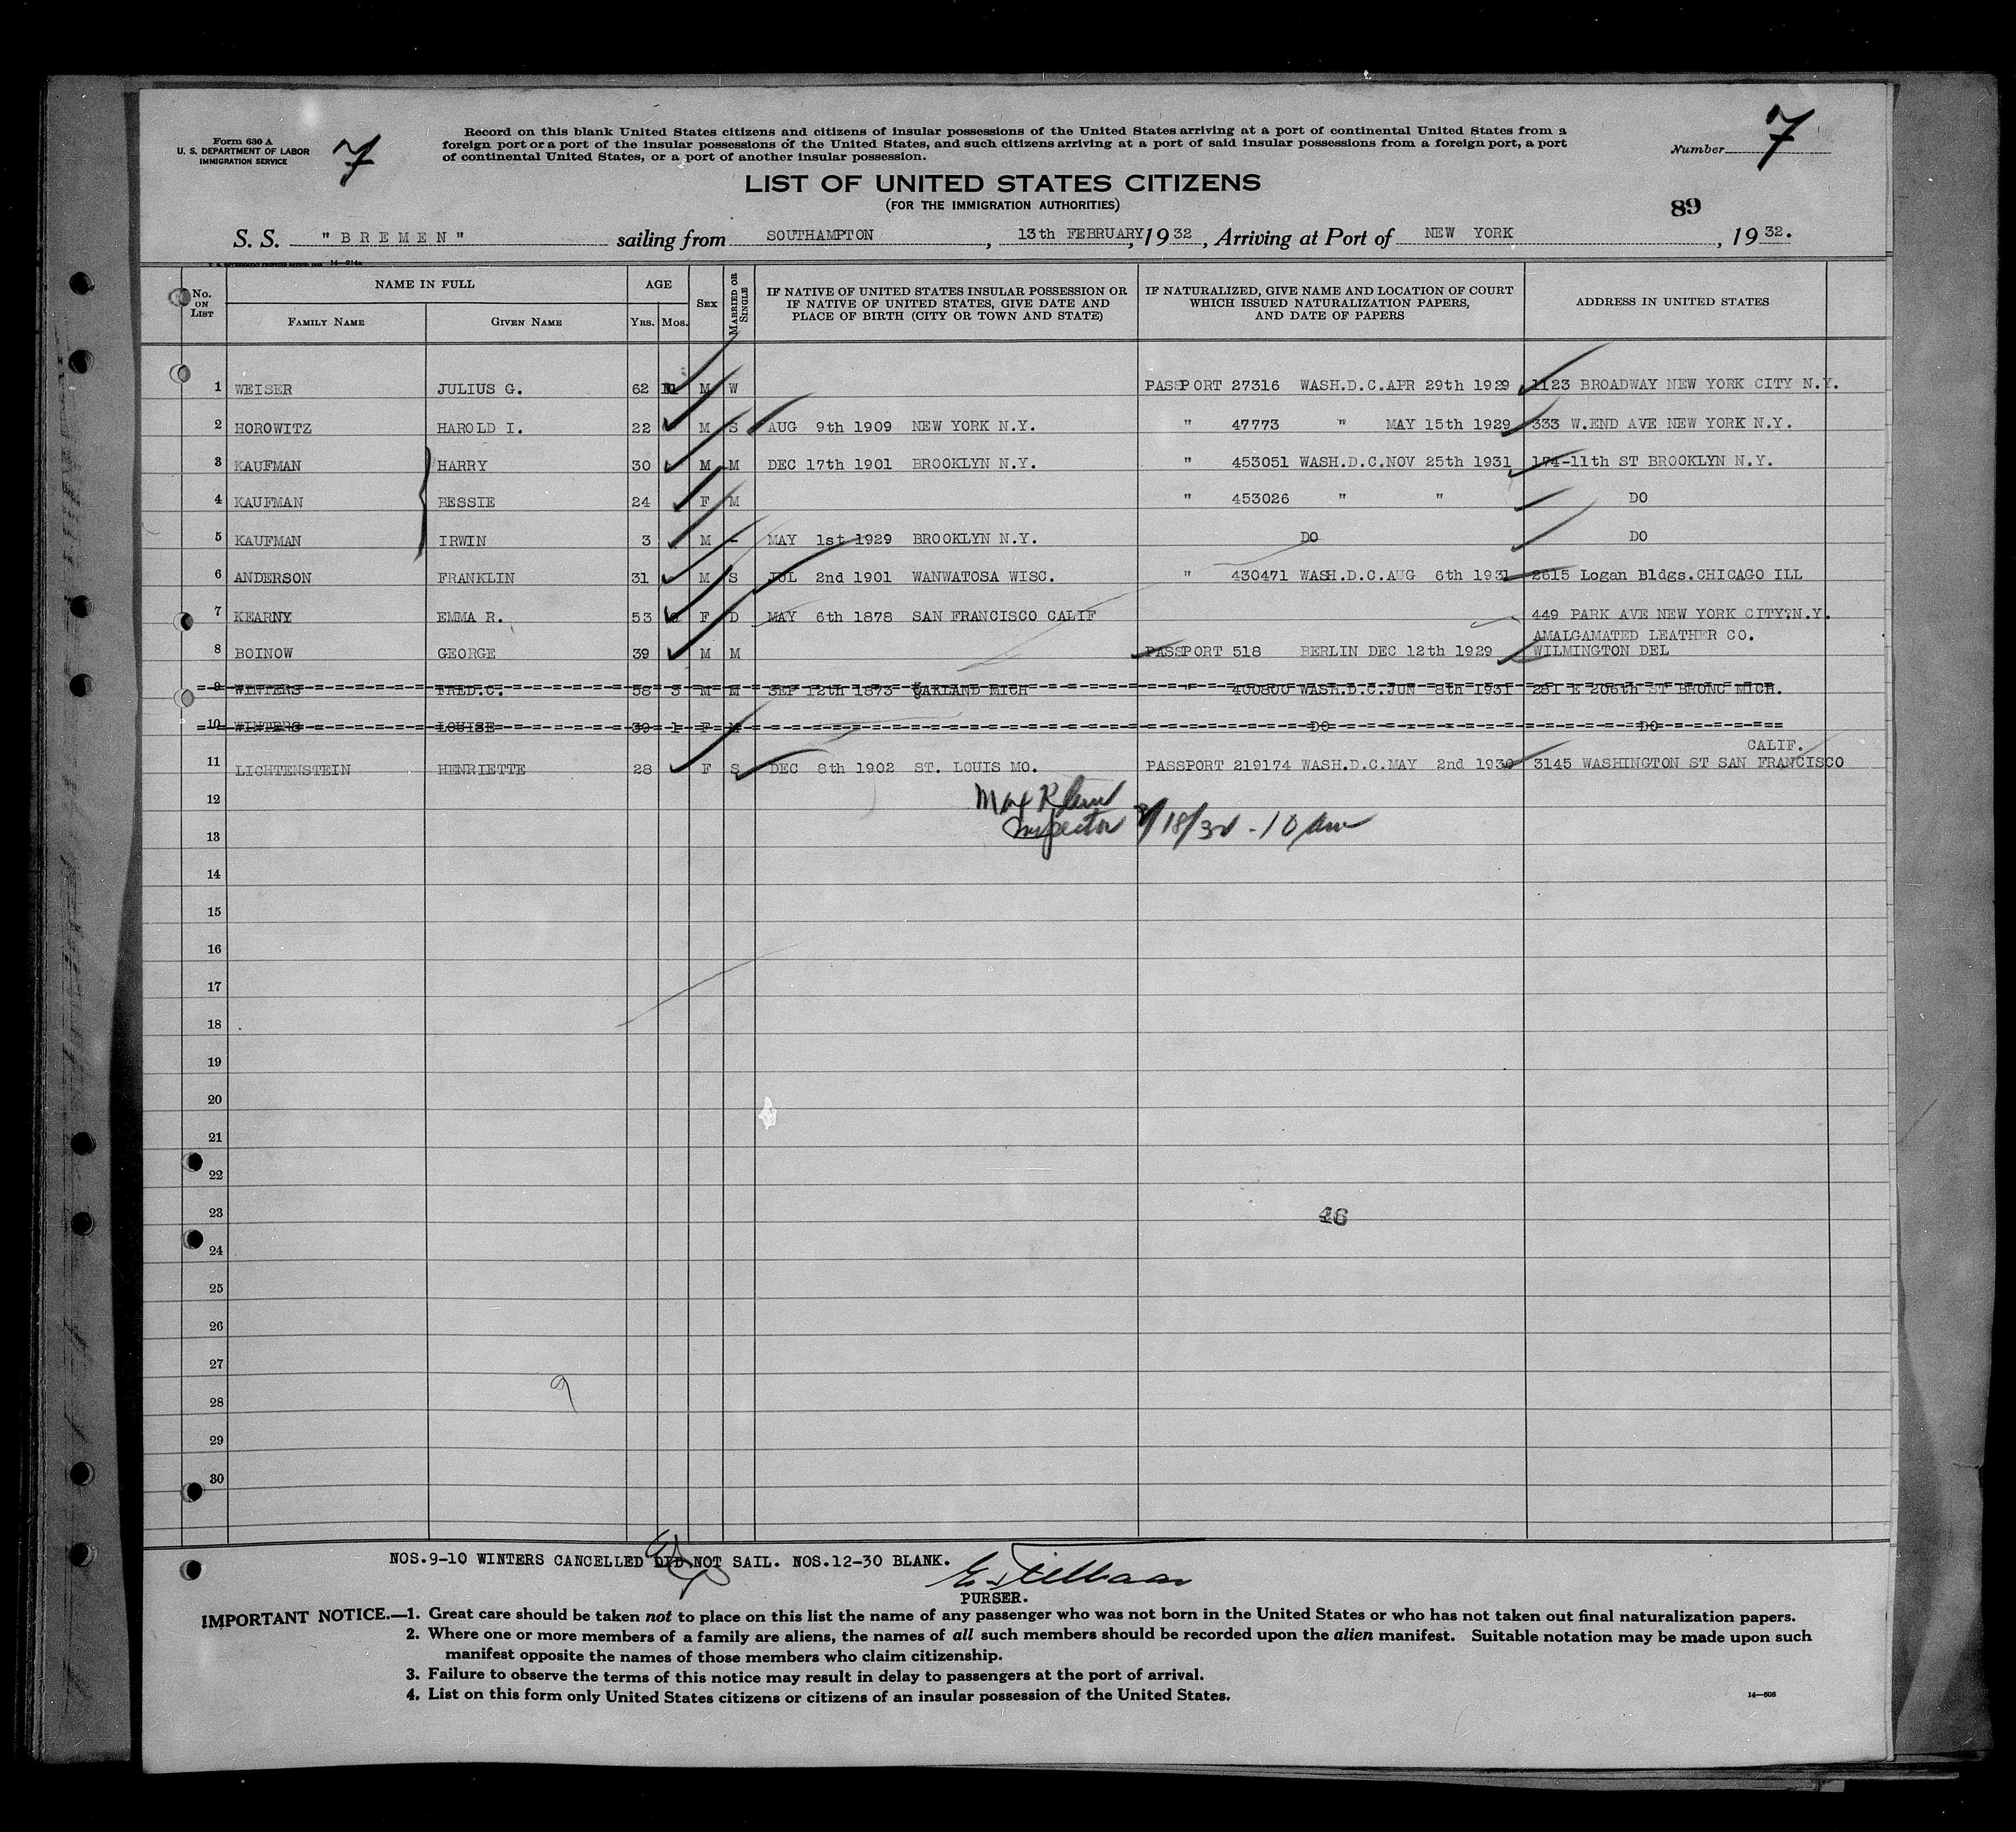 Form 630 A
U. S. DEPARTMENT OF LABOR
IMMIGRATION SERVICE
7
Record on this blank United States citizens and citizens of insular possessions of the United States arriving at a port of continental United States from a
foreign port or a port of the insular possessions of the United States, and such citizens arriving at a port of said insular possessions from a foreign port, a port
of continental United States, or a port of another insular possession.
Number 7
LIST OF UNITED STATES CITIZENS
(FOR THE IMMIGRATION AUTHORITIES)
89
S. S. "BREMEN" sailing from SOUTHAMPTON, 13th FEBRUARY, 1932, Arriving at Port of NEW YORK, 1932.
No. ON LIST
NAME IN FULL
FAMILY NAME
GIVEN NAME
AGE
YRS. MOS.
SEX
MARRIED OR SINGLE
IF NATIVE OF UNITED STATES INSULAR POSSESSION OR
IF NATIVE OF UNITED STATES, GIVE DATE AND
PLACE OF BIRTH (CITY OR TOWN AND STATE)
IF NATURALIZED, GIVE NAME AND LOCATION OF COURT
WHICH ISSUED NATURALIZATION PAPERS,
AND DATE OF PAPERS
ADDRESS IN UNITED STATES
1 WEISER JULIUS G. 62 M W PASSPORT 27316 WASH.D.C.APR 29th 1929 1123 BROADWAY NEW YORK CITY N.Y.
2 HOROWITZ HAROLD I. 22 M S AUG 9th 1909 NEW YORK N.Y. " 47773 " MAY 15th 1929 333 W.END AVE NEW YORK N.Y.
3 KAUFMAN HARRY 30 M M DEC 17th 1901 BROOKLYN N.Y. " 453051 WASH.D.C.NOV 25th 1931 174-11th ST BROOKLYN N.Y.
4 KAUFMAN BESSIE 24 F M " 453026 " " DO
5 KAUFMAN IRWIN 3 M - MAY 1st 1929 BROOKLYN N.Y. DO DO
6 ANDERSON FRANKLIN 31 M S JUL 2nd 1901 WANWATOSA WISC. " 430471 WASH.D.C.AUG 6th 1931 2615 Logan Bldgs.CHICAGO ILL
7 KEARNY EMMA R. 53 F D MAY 6th 1878 SAN FRANCISCO CALIF 449 PARK AVE NEW YORK CITY?N.Y.
AMALGAMATED LEATHER CO.
8 BOINOW GEORGE 39 M M PASSPORT 518 BERLIN DEC 12th 1929 WILMINGTON DEL
9 WINTERS FRED.C. 58 3 M M SEP 12th 1873 OAKLAND MICH " 400800 WASH.D.C.JUN 8th 1931 281 E 206th ST BRONC MICH.
10 WINTERS LOUISE 39 1 F M DO DO
CALIF.
11 LICHTENSTEIN HENRIETTE 28 F S DEC 8th 1902 ST. LOUIS MO. PASSPORT 219174 WASH.D.C.MAY 2nd 1930 3145 WASHINGTON ST SAN FRANCISCO
12 Max
13 Inspector 2/18/32 - 10 am
14
15
16
17
18
19
20
21
22
23 46
24
25
26
27
28
29
30
NOS.9-10 WINTERS CANCELLED DID NOT SAIL. NOS.12-30 BLANK.
PURSER.
IMPORTANT NOTICE.—1. Great care should be taken not to place on this list the name of any passenger who was not born in the United States or who has not taken out final naturalization papers.
2. Where one or more members of a family are aliens, the names of all such members should be recorded upon the alien manifest. Suitable notation may be made upon such
manifest opposite the names of those members who claim citizenship.
3. Failure to observe the terms of this notice may result in delay to passengers at the port of arrival.
4. List on this form only United States citizens or citizens of an insular possession of the United States.
14—608